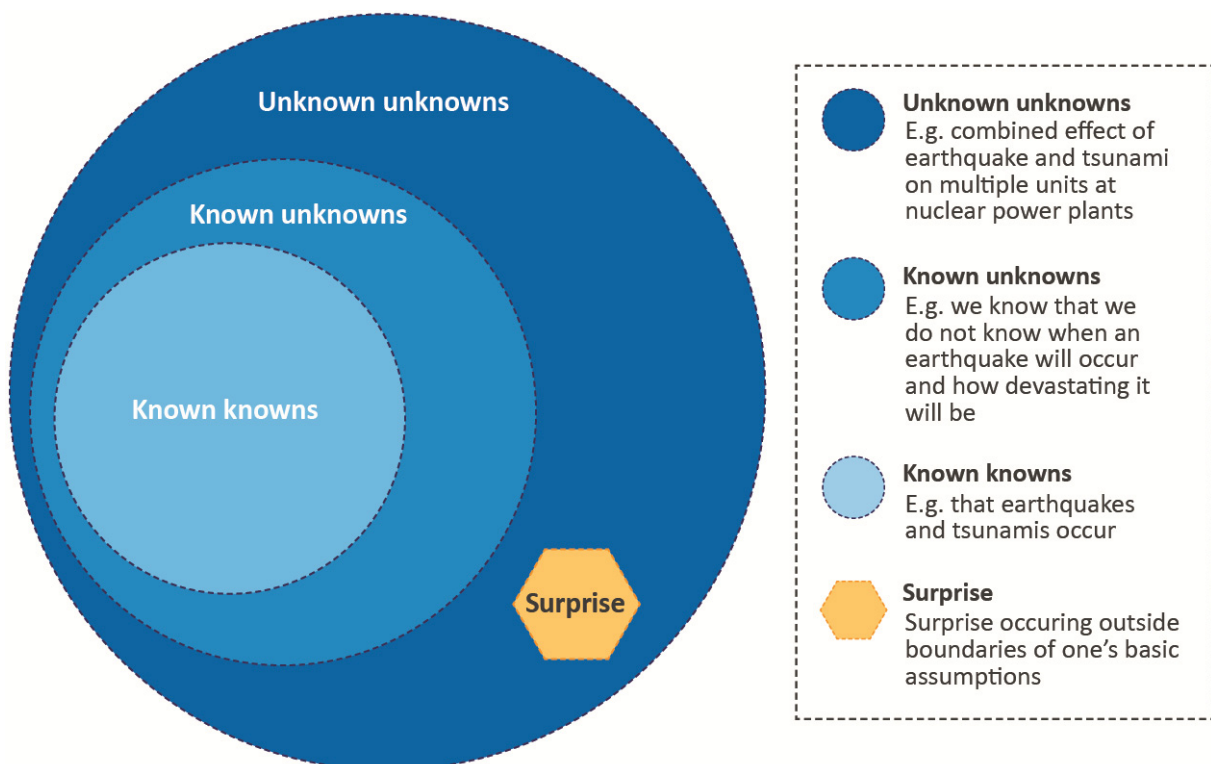 Unknown unknowns
Known unknowns
Known knowns
Surprise
Unknown unknowns
E.g. combined effect of
earthquake and tsunami
on multiple units at
nuclear power plants
Known unknowns
E.g. we know that we
do not know when an
earthquake will occur
and how devastating it
will be
Known knowns
E.g. that earthquakes
and tsunamis occur
Surprise
Surprise occuring outside
boundaries of one’s basic
assumptions